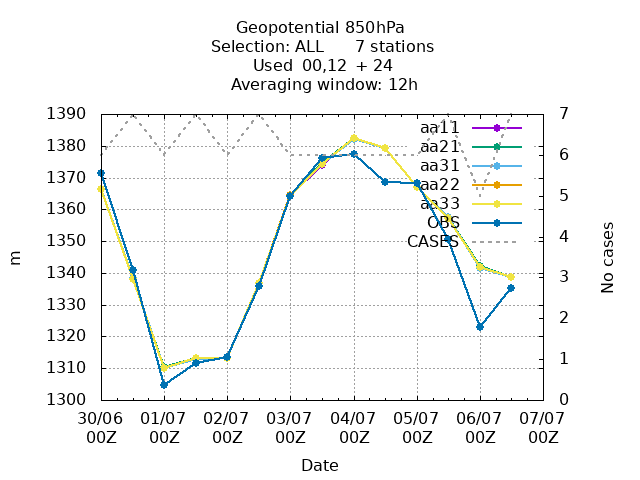 Geopotential 850hPa
Selection: ALL 7 stations
Used 00,12 + 24
Averaging window: 12h
1390 7
1380 6
1370 5
1360
1350 4
1340 3
1330 2
1320
1310 1
1300 0
m
No cases
aa11
aa21
aa31
aa22
aa33
OBS
CASES
30/06 01/07 02/07 03/07 04/07 05/07 06/07 07/07
00Z 00Z 00Z 00Z 00Z 00Z 00Z 00Z
Date